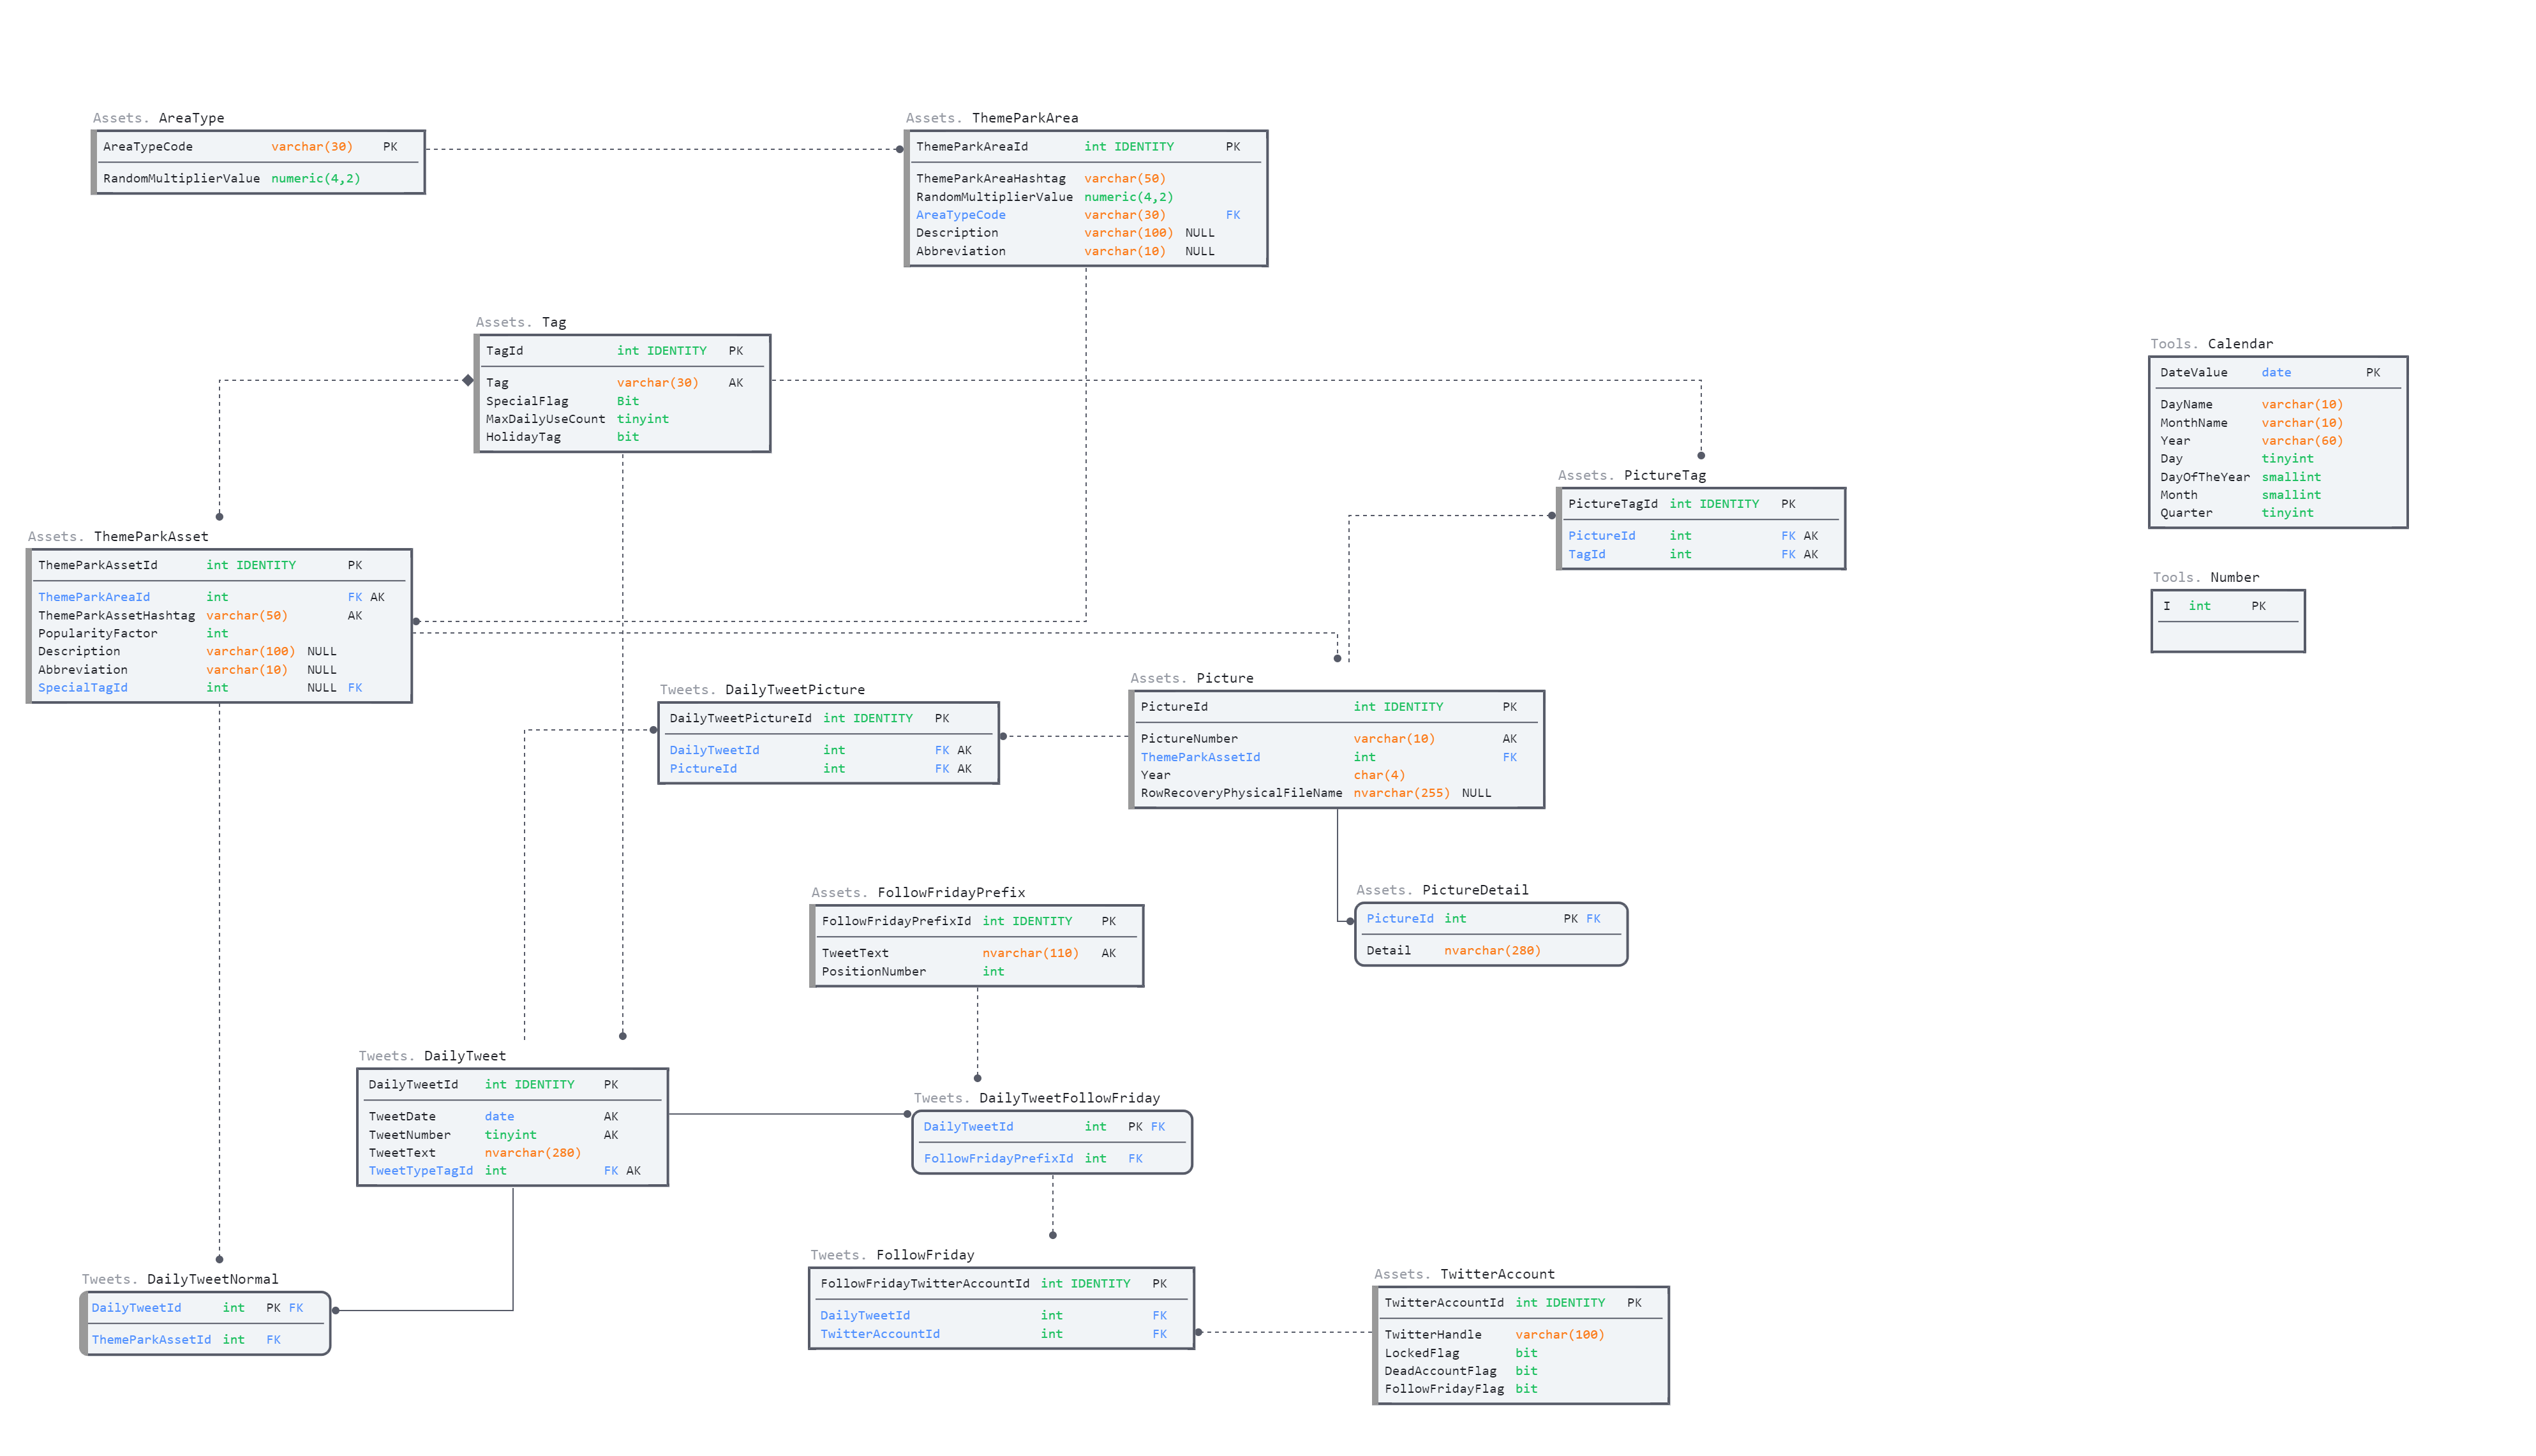 Assets. AreaType
AreaTypeCode varchar(30) PK
RandomMultiplierValue numeric(4,2)
Assets. ThemeParkArea
ThemeParkAreaId int IDENTITY PK
ThemeParkAreaHashtag varchar(50)
RandomMultiplierValue numeric(4,2)
AreaTypeCode varchar(30) FK
Description varchar(100) NULL
Abbreviation varchar(10) NULL
Assets. Tag
TagId int IDENTITY PK
Tag varchar(30) AK
SpecialFlag Bit
MaxDailyUseCount tinyint
HolidayTag bit
Tools. Calendar
DateValue date PK
DayName varchar(10)
MonthName varchar(10)
Year varchar(60)
Day tinyint
DayOfTheYear smallint
Month smallint
Quarter tinyint
Assets. PictureTag
PictureTagId int IDENTITY PK
PictureId int FK AK
TagId int FK AK
Assets. ThemeParkAsset
ThemeParkAssetId int IDENTITY PK
ThemeParkAreaId int FK AK
ThemeParkAssetHashtag varchar(50) AK
PopularityFactor int
Description varchar(100) NULL
Abbreviation varchar(10) NULL
SpecialTagId int NULL FK
Tools. Number
I int PK
Tweets. DailyTweetPicture
DailyTweetPictureId int IDENTITY PK
DailyTweetId int FK AK
PictureId int FK AK
Assets. Picture
PictureId int IDENTITY PK
PictureNumber varchar(10) AK
ThemeParkAssetId int FK
Year char(4)
RowRecoveryPhysicalFileName nvarchar(255) NULL
Assets. FollowFridayPrefix
FollowFridayPrefixId int IDENTITY PK
TweetText nvarchar(110) AK
PositionNumber int
Assets. PictureDetail
PictureId int PK FK
Detail nvarchar(280)
Tweets. DailyTweet
DailyTweetId int IDENTITY PK
TweetDate date AK
TweetNumber tinyint AK
TweetText nvarchar(280)
TweetTypeTagId int FK AK
Tweets. DailyTweetFollowFriday
DailyTweetId int PK FK
FollowFridayPrefixId int FK
Tweets. DailyTweetNormal
DailyTweetId int PK FK
ThemeParkAssetId int FK
Tweets. FollowFriday
FollowFridayTwitterAccountId int IDENTITY PK
DailyTweetId int FK
TwitterAccountId int FK
Assets. TwitterAccount
TwitterAccountId int IDENTITY PK
TwitterHandle varchar(100)
LockedFlag bit
DeadAccountFlag bit
FollowFridayFlag bit